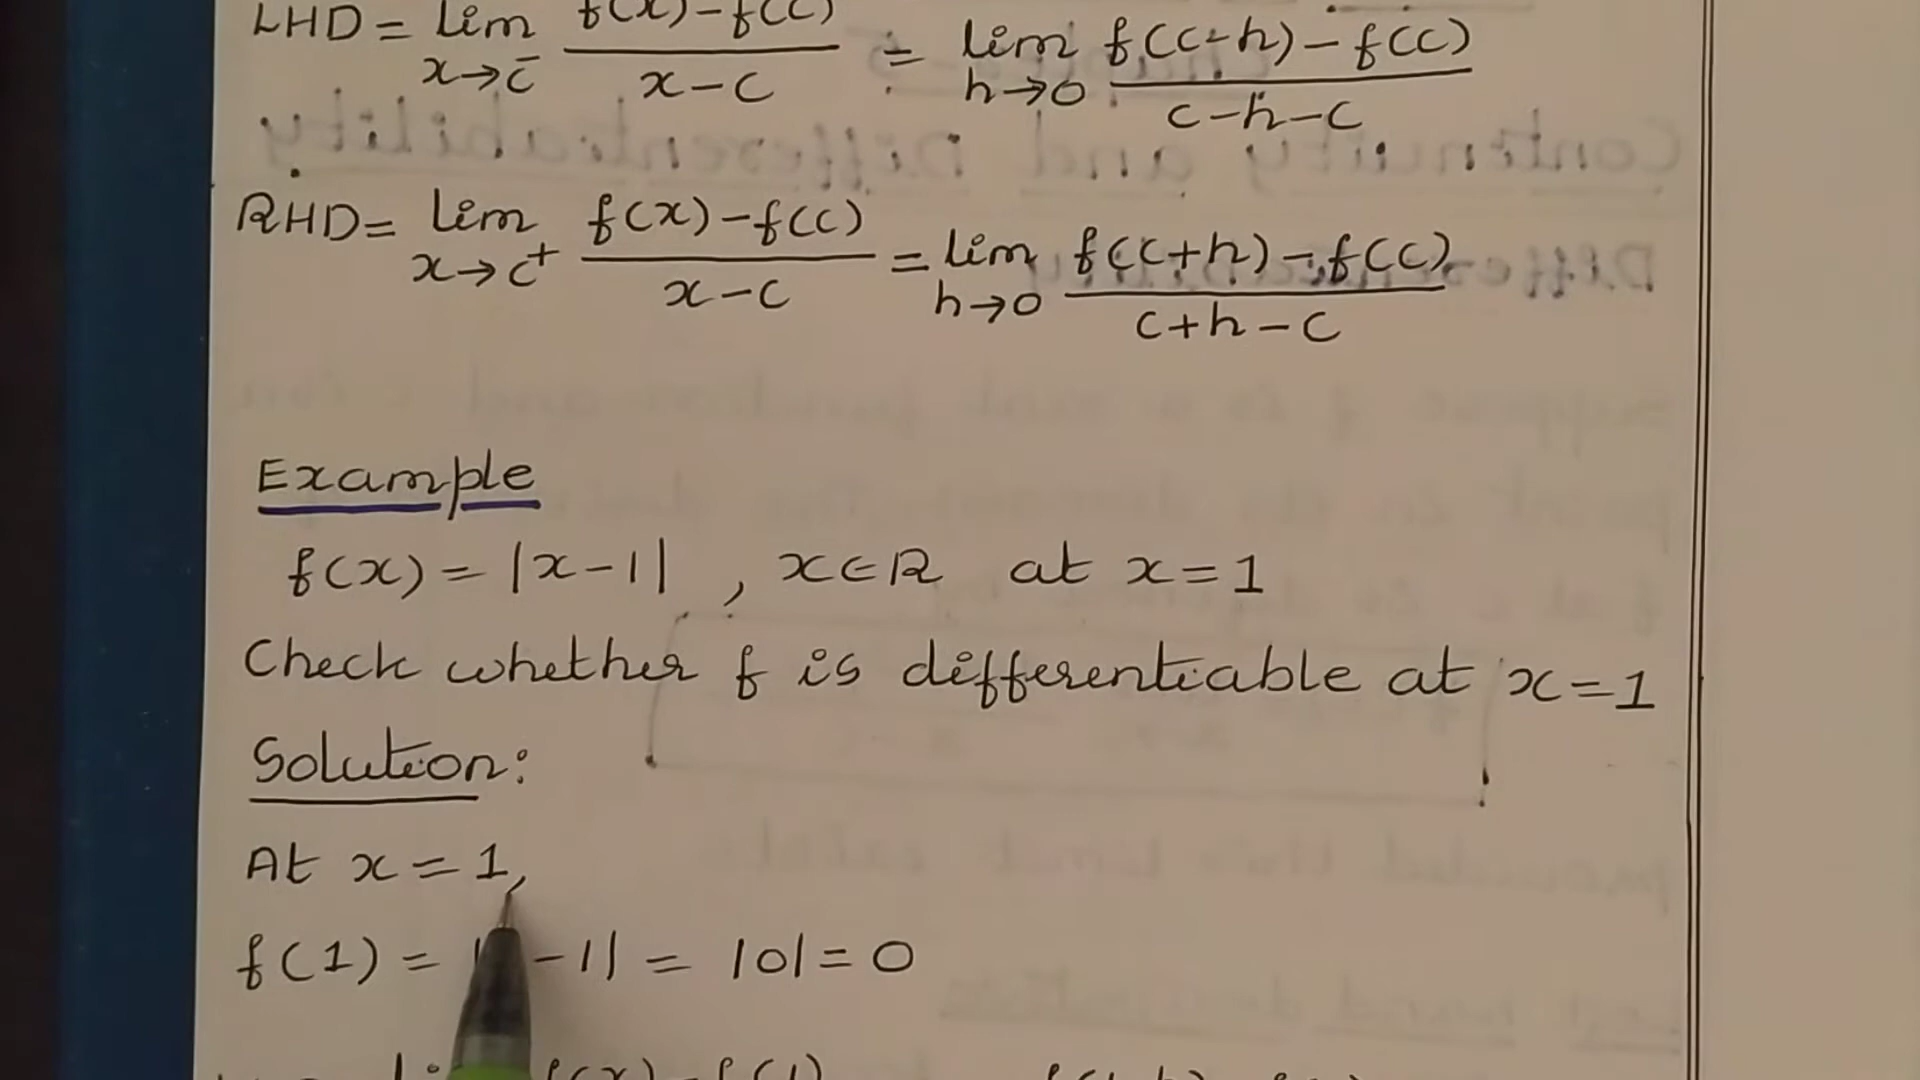 LHD = lim x→c⁻ f(x)-f(c) / x-c = lim h→0 f(c-h)-f(c) / c-h-c
RHD = lim x→c⁺ f(x)-f(c) / x-c = lim h→0 f(c+h)-f(c) / c+h-c
Example
f(x) = |x-1| , x∈R at x=1
Check whether f is differentiable at x=1
Solution:
At x=1,
f(1) = | -1| = |0| = 0